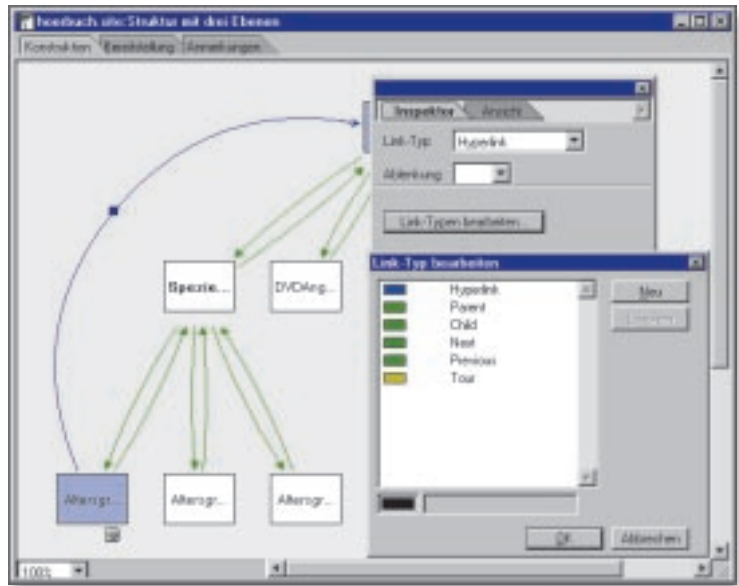 hoerbuch.site:Struktur mit drei Ebenen
Konstruktion Bereitstellung Anmerkungen
Inspektor Ansicht
Link-Typ: Hyperlink
Ablenkung:
Link-Typen bearbeiten...
Spezie...
DVDAng...
Link-Typ bearbeiten
Hyperlink
Parent
Child
Next
Previous
Tour
Neu
Altersgr...
Altersgr...
Altersgr...
OK
Abbrechen
100%